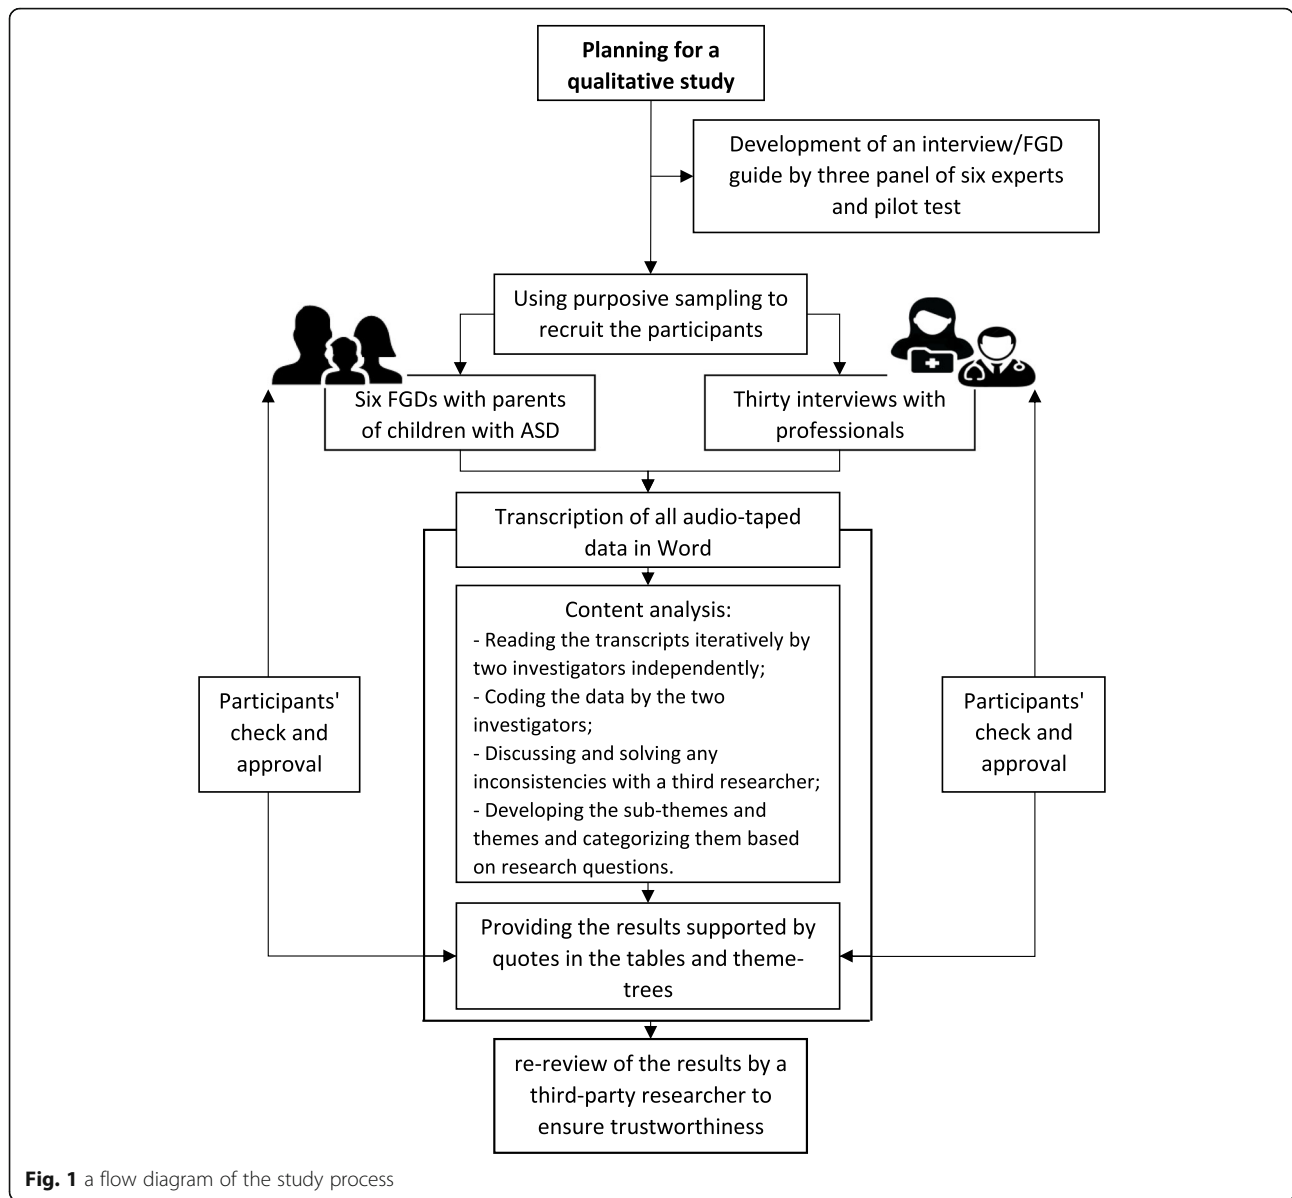 Planning for a
qualitative study
Development of an interview/FGD
guide by three panel of six experts
and pilot test
Using purposive sampling to
recruit the participants
Six FGDs with parents
of children with ASD
Thirty interviews with
professionals
Transcription of all audio-taped
data in Word
Content analysis:
- Reading the transcripts iteratively by
two investigators independently;
- Coding the data by the two
investigators;
- Discussing and solving any
inconsistencies with a third researcher;
- Developing the sub-themes and
themes and categorizing them based
on research questions.
Participants'
check and
approval
Participants'
check and
approval
Providing the results supported by
quotes in the tables and theme-
trees
re-review of the results by a
third-party researcher to
ensure trustworthiness
Fig. 1 a flow diagram of the study process